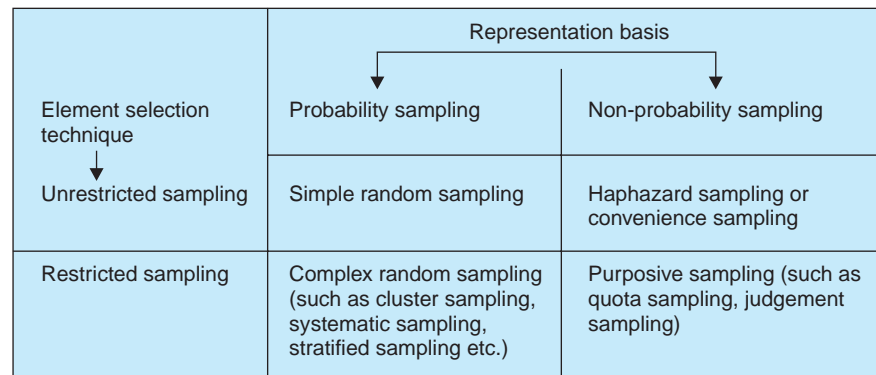 Representation basis
Element selection
technique
Probability sampling
Non-probability sampling
Unrestricted sampling
Simple random sampling
Haphazard sampling or
convenience sampling
Restricted sampling
Complex random sampling
(such as cluster sampling,
systematic sampling,
stratified sampling etc.)
Purposive sampling (such as
quota sampling, judgement
sampling)